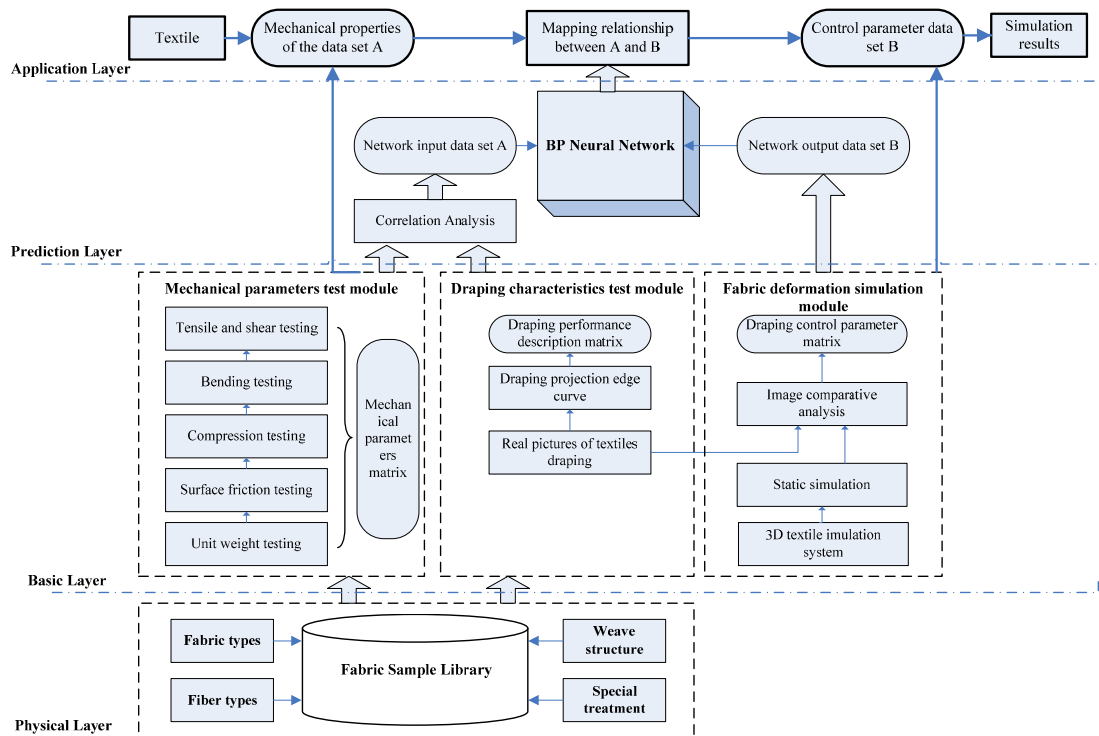 Textile
Mechanical properties
of the data set A
Mapping relationship
between A and B
Control parameter data
set B
Simulation
results
Application Layer
Network input data set A
BP Neural Network
Network output data set B
Correlation Analysis
Prediction Layer
Mechanical parameters test module
Tensile and shear testing
Bending testing
Compression testing
Surface friction testing
Unit weight testing
Mechan
ical
paramet
ers
matrix
Draping characteristics test module
Draping performance
description matrix
Draping projection edge
curve
Real pictures of textiles
draping
Fabric deformation simulation
module
Draping control parameter
matrix
Image comparative
analysis
Static simulation
3D textile imulation
system
Basic Layer
Fabric types
Fiber types
Fabric Sample Library
Weave
structure
Special
treatment
Physical Layer